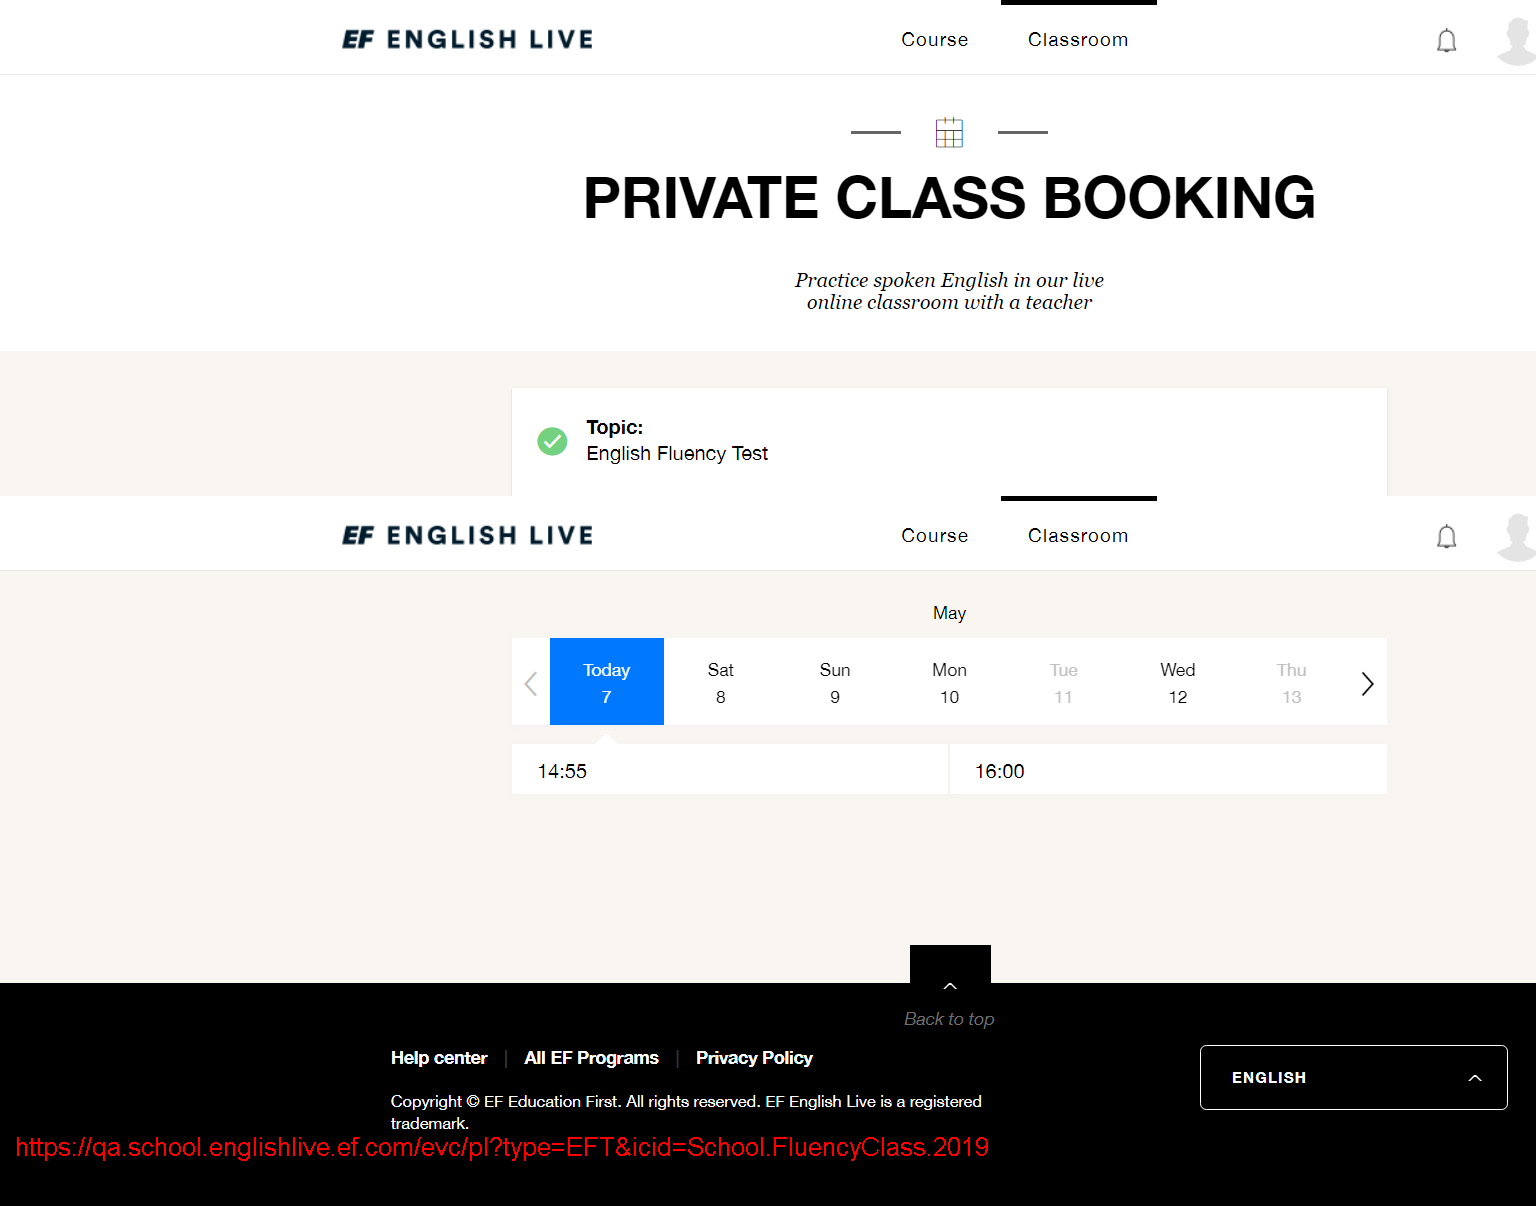 EF ENGLISH LIVE
Course
Classroom
PRIVATE CLASS BOOKING
Practice spoken English in our live
online classroom with a teacher
Topic:
English Fluency Test
EF ENGLISH LIVE
Course
Classroom
May
Today Sat Sun Mon Tue Wed Thu
7 8 9 10 11 12 13
14:55 16:00
Back to top
Help center | All EF Programs | Privacy Policy
ENGLISH
Copyright © EF Education First. All rights reserved. EF English Live is a registered
trademark.
https://qa.school.englishlive.ef.com/evc/pl?type=EFT&icid=School.FluencyClass.2019